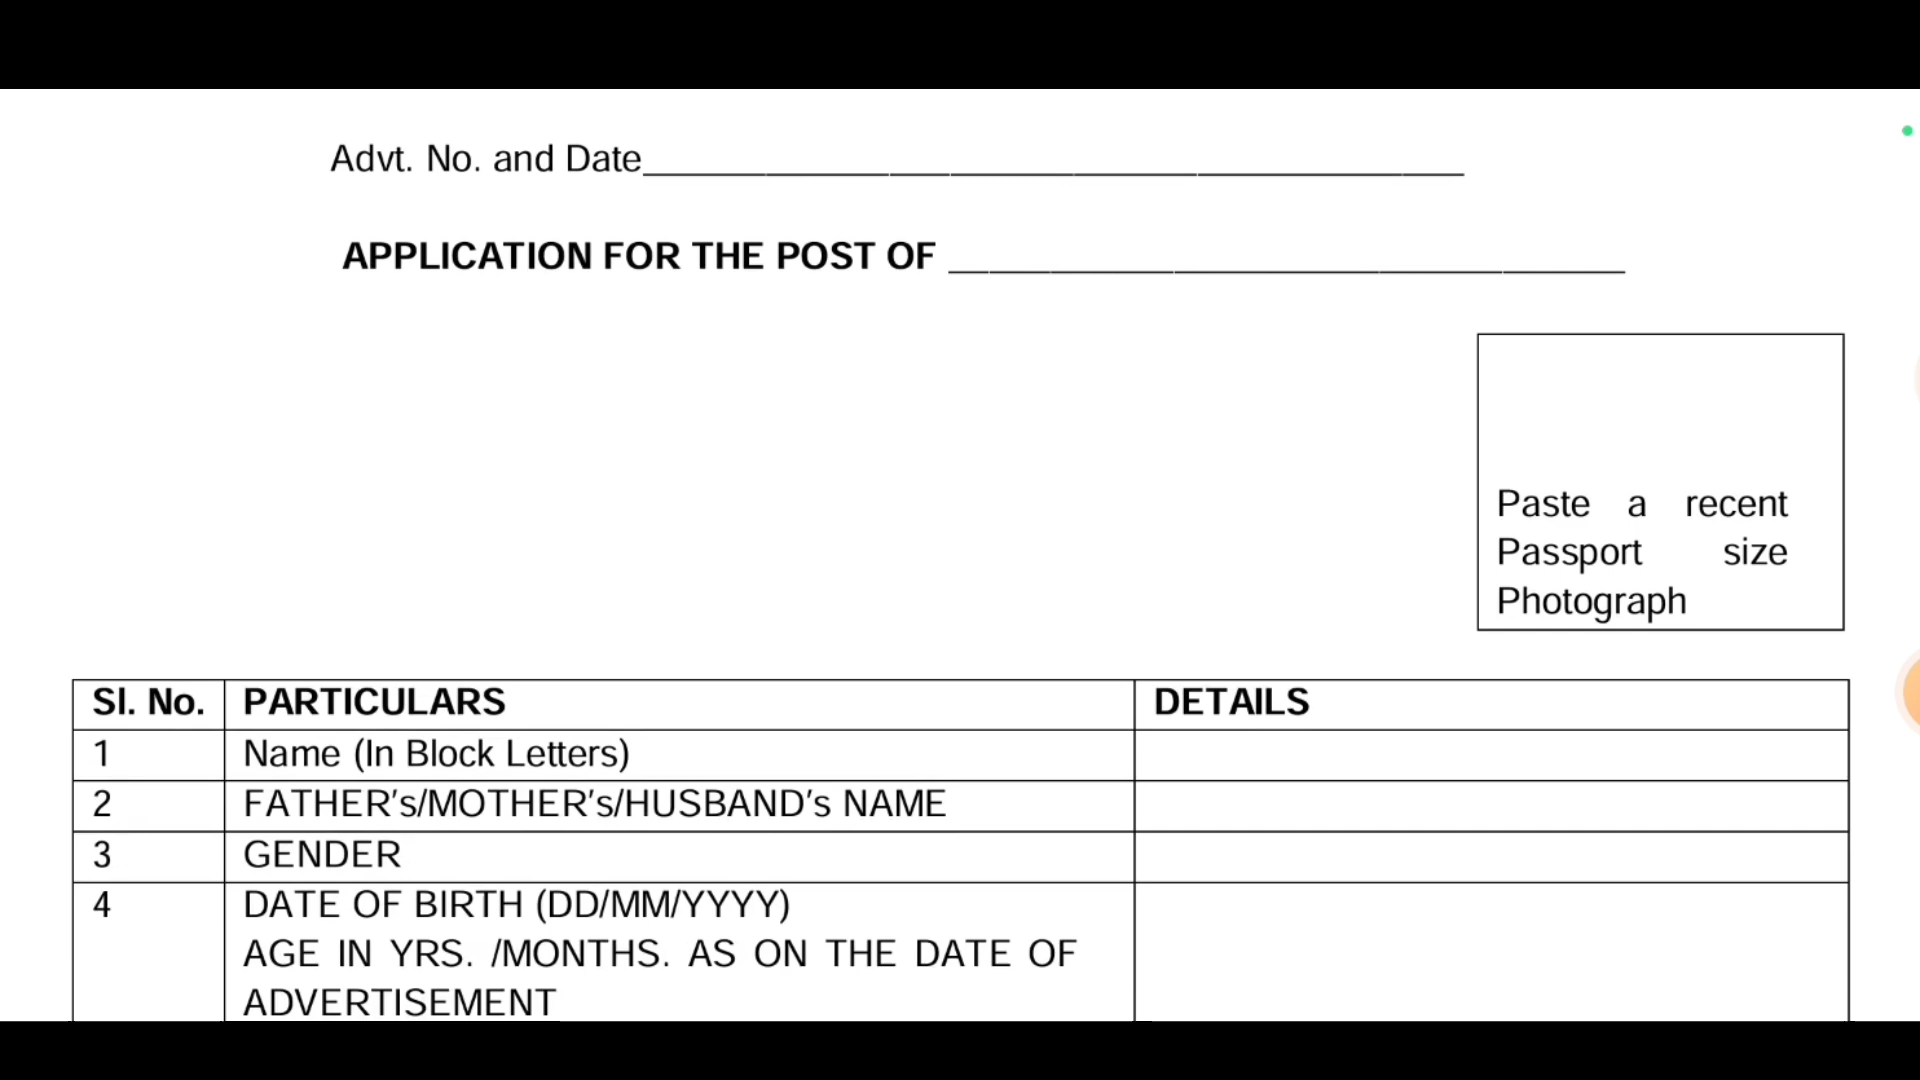 Advt. No. and Date________________________________________
APPLICATION FOR THE POST OF _________________________________
Paste a recent
Passport size
Photograph
Sl. No. PARTICULARS DETAILS
1 Name (In Block Letters)
2 FATHER's/MOTHER's/HUSBAND's NAME
3 GENDER
4 DATE OF BIRTH (DD/MM/YYYY)
AGE IN YRS. /MONTHS. AS ON THE DATE OF
ADVERTISEMENT